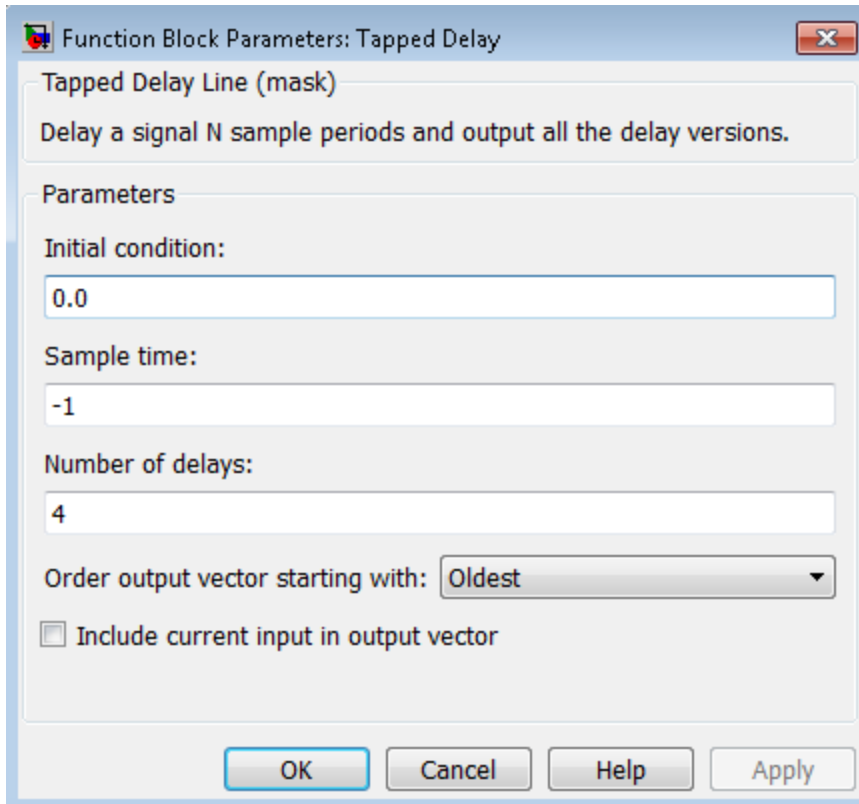 Function Block Parameters: Tapped Delay
Tapped Delay Line (mask)
Delay a signal N sample periods and output all the delay versions.
Parameters
Initial condition:
0.0
Sample time:
-1
Number of delays:
4
Order output vector starting with: Oldest
Include current input in output vector
OK Cancel Help Apply